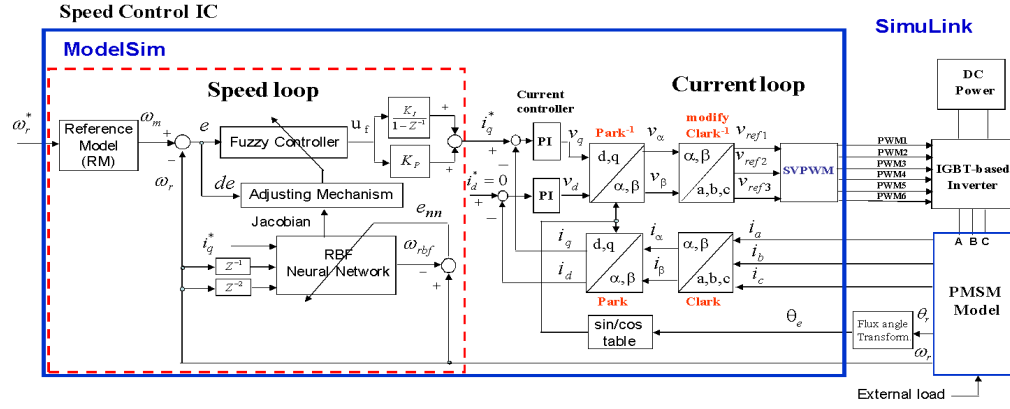 Speed Control IC
SimuLink
ModelSim
Speed loop
Current loop
DC
Power
Current
controller
modify
Clark⁻¹
Park⁻¹
ω*r
Reference
Model
(RM)
ωm
+
−
ωr
e
de
Fuzzy Controller
uf
K_I
1−Z⁻¹
K_P
+
+
i*q
+
−
PI
vq
d,q
α,β
vα
vβ
α,β
a,b,c
vref1
vref2
vref3
SVPWM
PWM1
PWM2
PWM3
PWM4
PWM5
PWM6
IGBT-based
Inverter
i*d = 0
+
−
PI
vd
Adjusting Mechanism
Jacobian
enn
i*q
Z⁻¹
Z⁻²
RBF
Neural Network
ωrbf
−
+
iq
id
d,q
α,β
Park
iα
iβ
α,β
a,b,c
Clark
ia
ib
ic
A B C
PMSM
Model
sin/cos
table
θe
Flux angle
Transform.
θr
ωr
External load